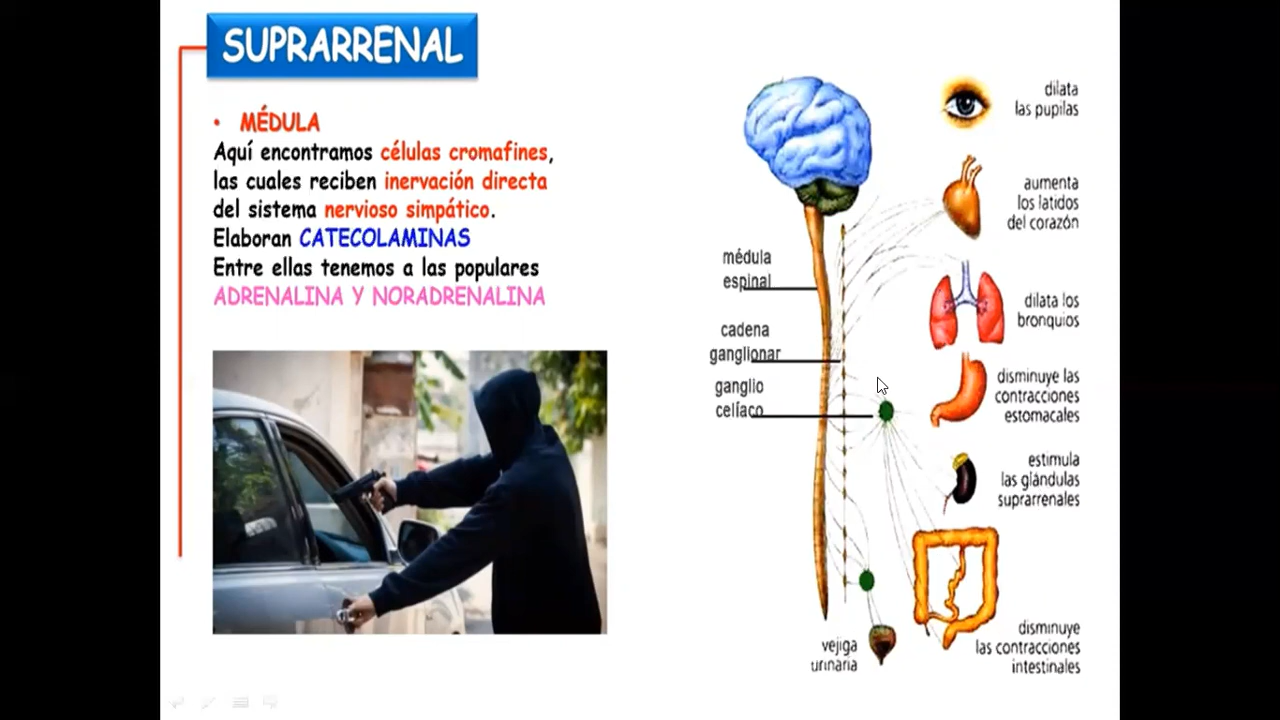 SUPRARRENAL
• MÉDULA
Aquí encontramos células cromafines,
las cuales reciben inervación directa
del sistema nervioso simpático.
Elaboran CATECOLAMINAS
Entre ellas tenemos a las populares
ADRENALINA Y NORADRENALINA
médula
espinal
cadena
ganglionar
ganglio
celíaco
vejiga
urinaria
dilata
las pupilas
aumenta
los latidos
del corazón
dilata los
bronquios
disminuye las
contracciones
estomacales
estimula
las glándulas
suprarrenales
disminuye
las contracciones
intestinales